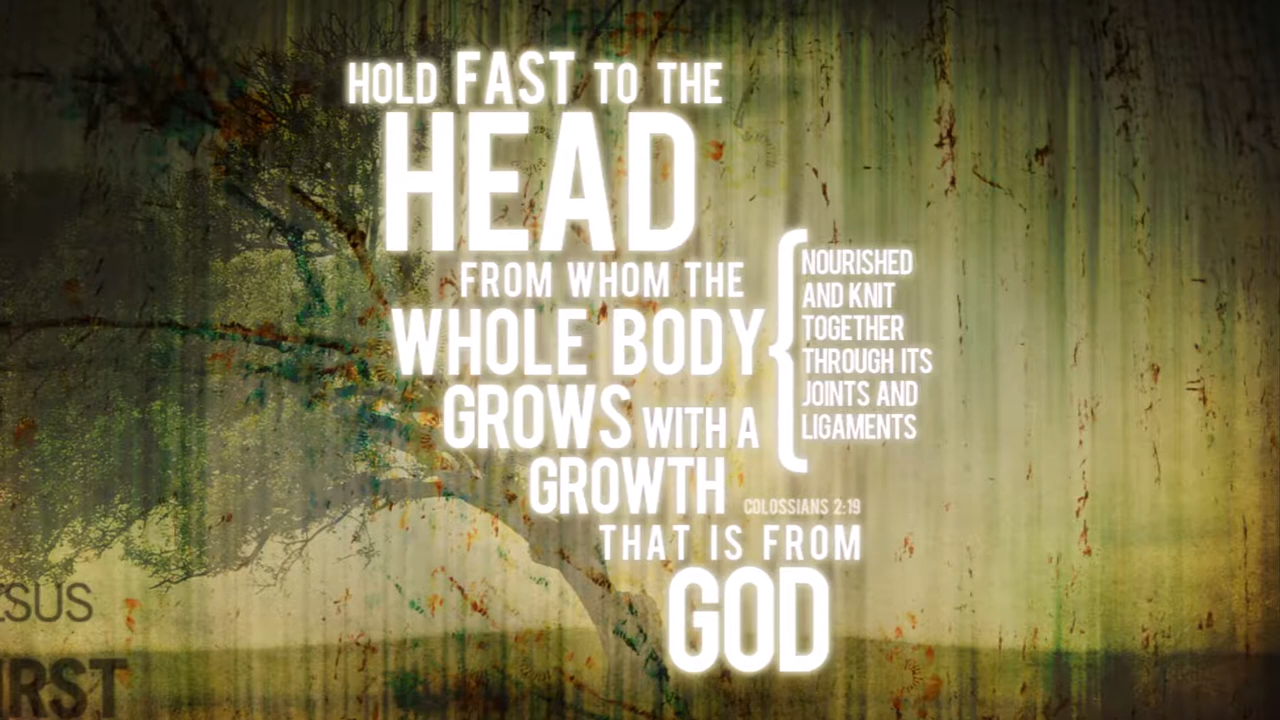 HOLD FAST TO THE
HEAD
FROM WHOM THE
WHOLE BODY
NOURISHED
AND KNIT
TOGETHER
THROUGH ITS
JOINTS AND
LIGAMENTS
GROWS WITH A
GROWTH
COLOSSIANS 2:19
THAT IS FROM
GOD